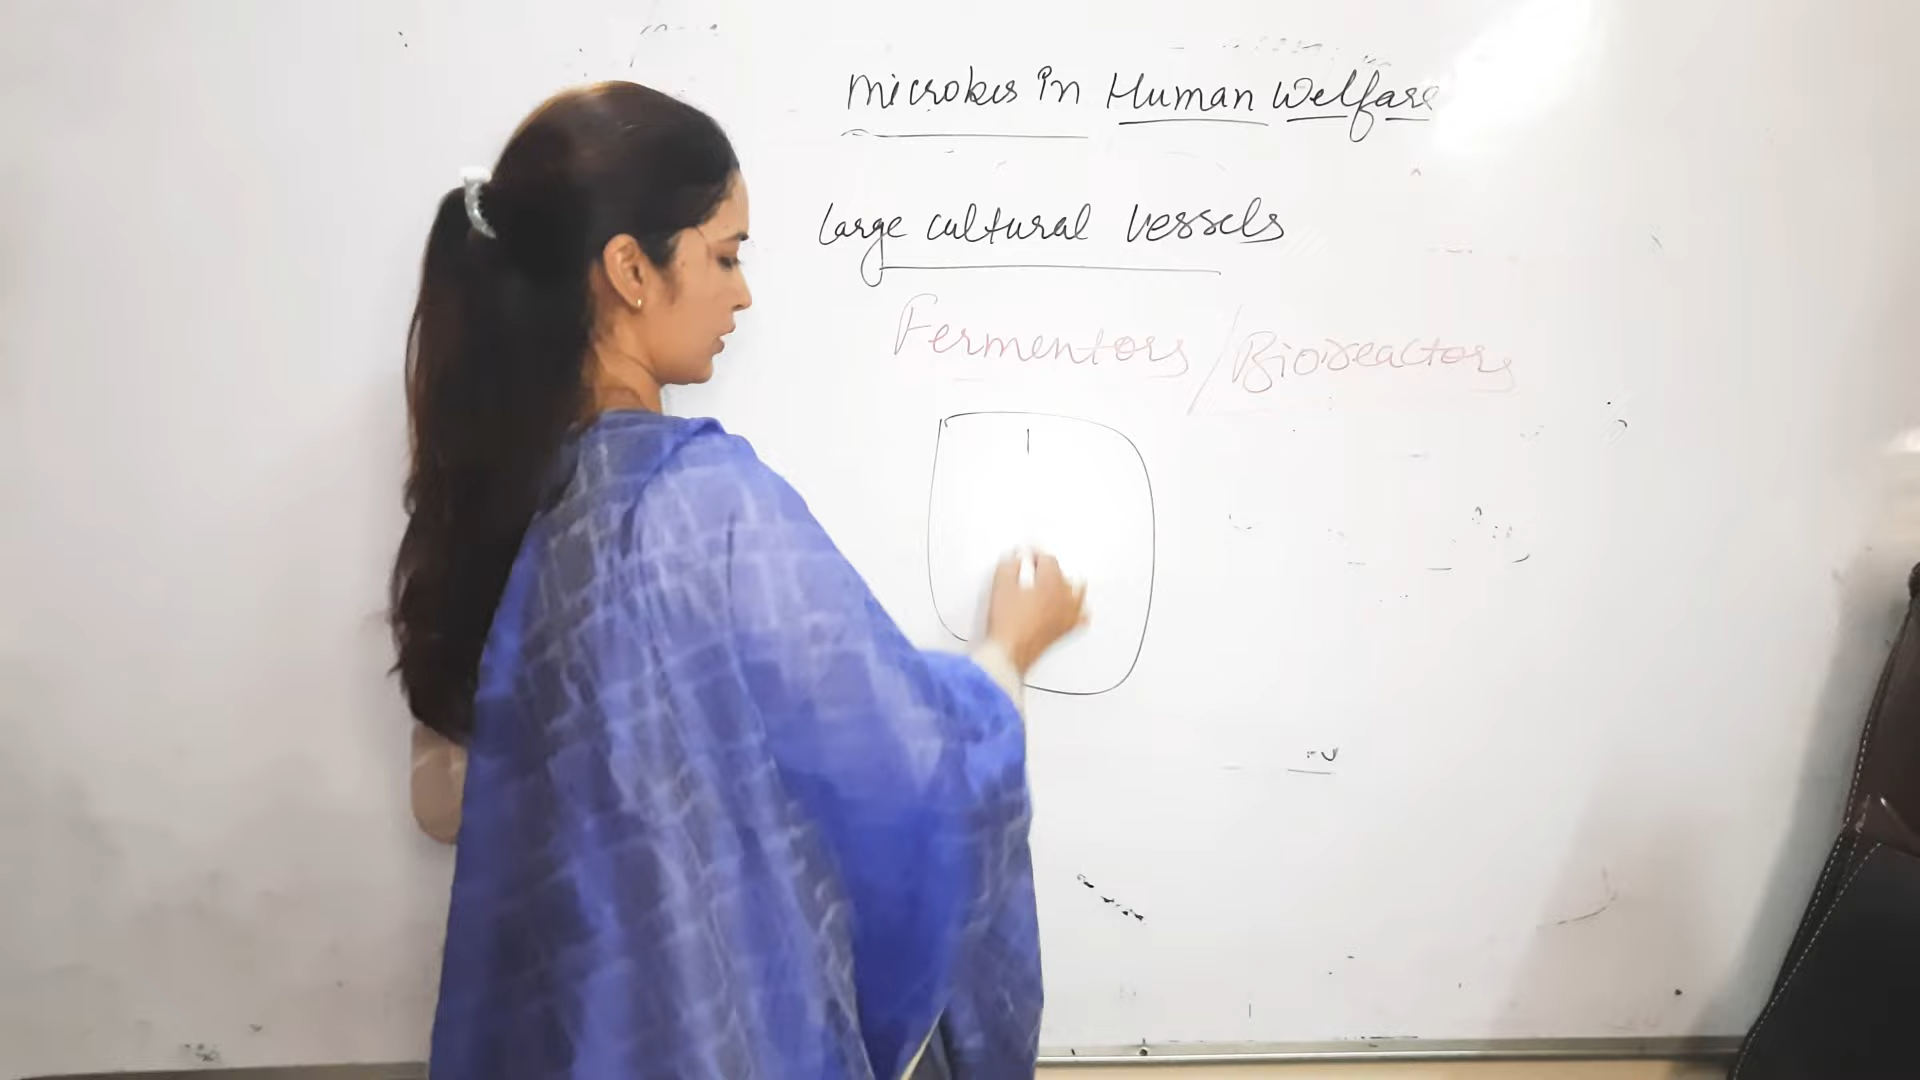 Microbes in Human Welfare
Large cultural vessels
Fermentors / Bioreactors